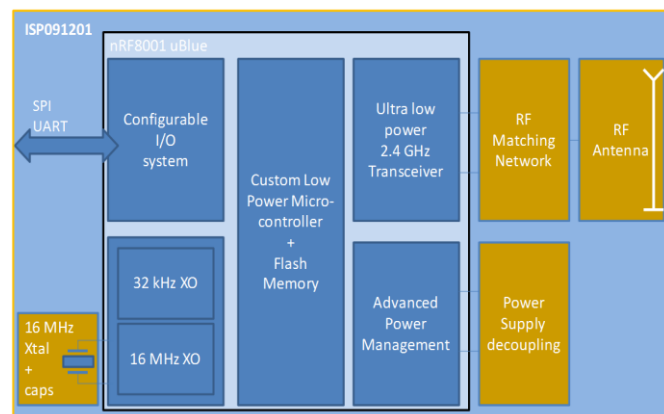 ISP091201
nRF8001 uBlue
SPI
UART
Configurable
I/O
system
Custom Low
Power Micro-
controller
+
Flash
Memory
Ultra low
power
2.4 GHz
Transceiver
RF
Matching
Network
RF
Antenna
32 kHz XO
16 MHz XO
Advanced
Power
Management
Power
Supply
decoupling
16 MHz
Xtal
+
caps